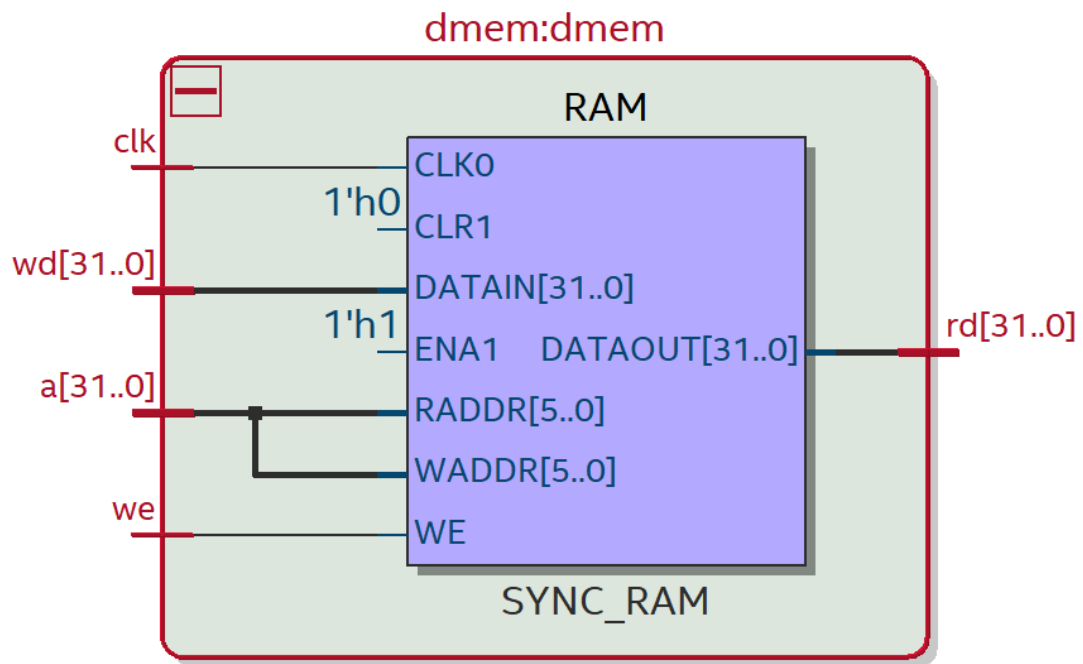 dmem:dmem
RAM
clk
CLK0
1'h0
CLR1
wd[31..0]
DATAIN[31..0]
1'h1
ENA1
DATAOUT[31..0]
rd[31..0]
a[31..0]
RADDR[5..0]
WADDR[5..0]
we
WE
SYNC_RAM